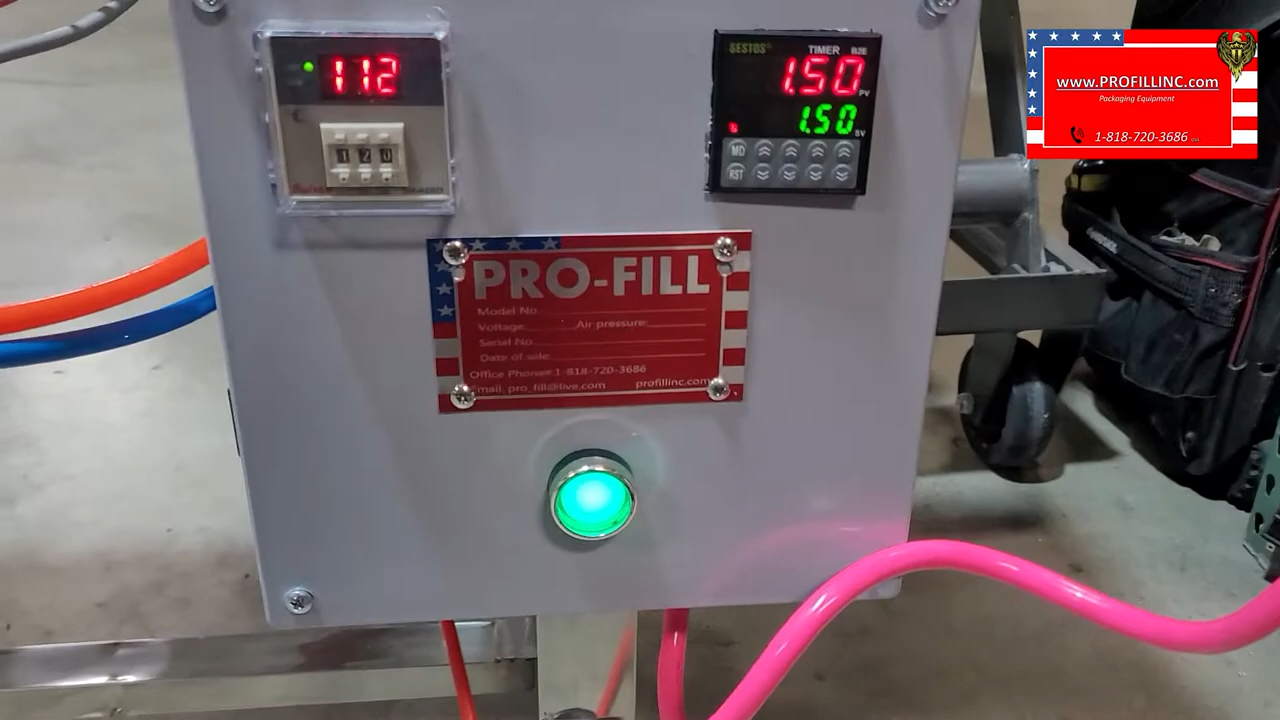 112
120
SESTOS®
TIMER B2E
1.50 PV
1.50 SV
MD
RST
PRO-FILL
Model No
Voltage: Air pressure:
Serial No
Date of sale:
Office Phone#:1-818-720-3686
Email. pro_fill@live.com profillinc.com
www.PROFILLINC.com
Packaging Equipment
1-818-720-3686